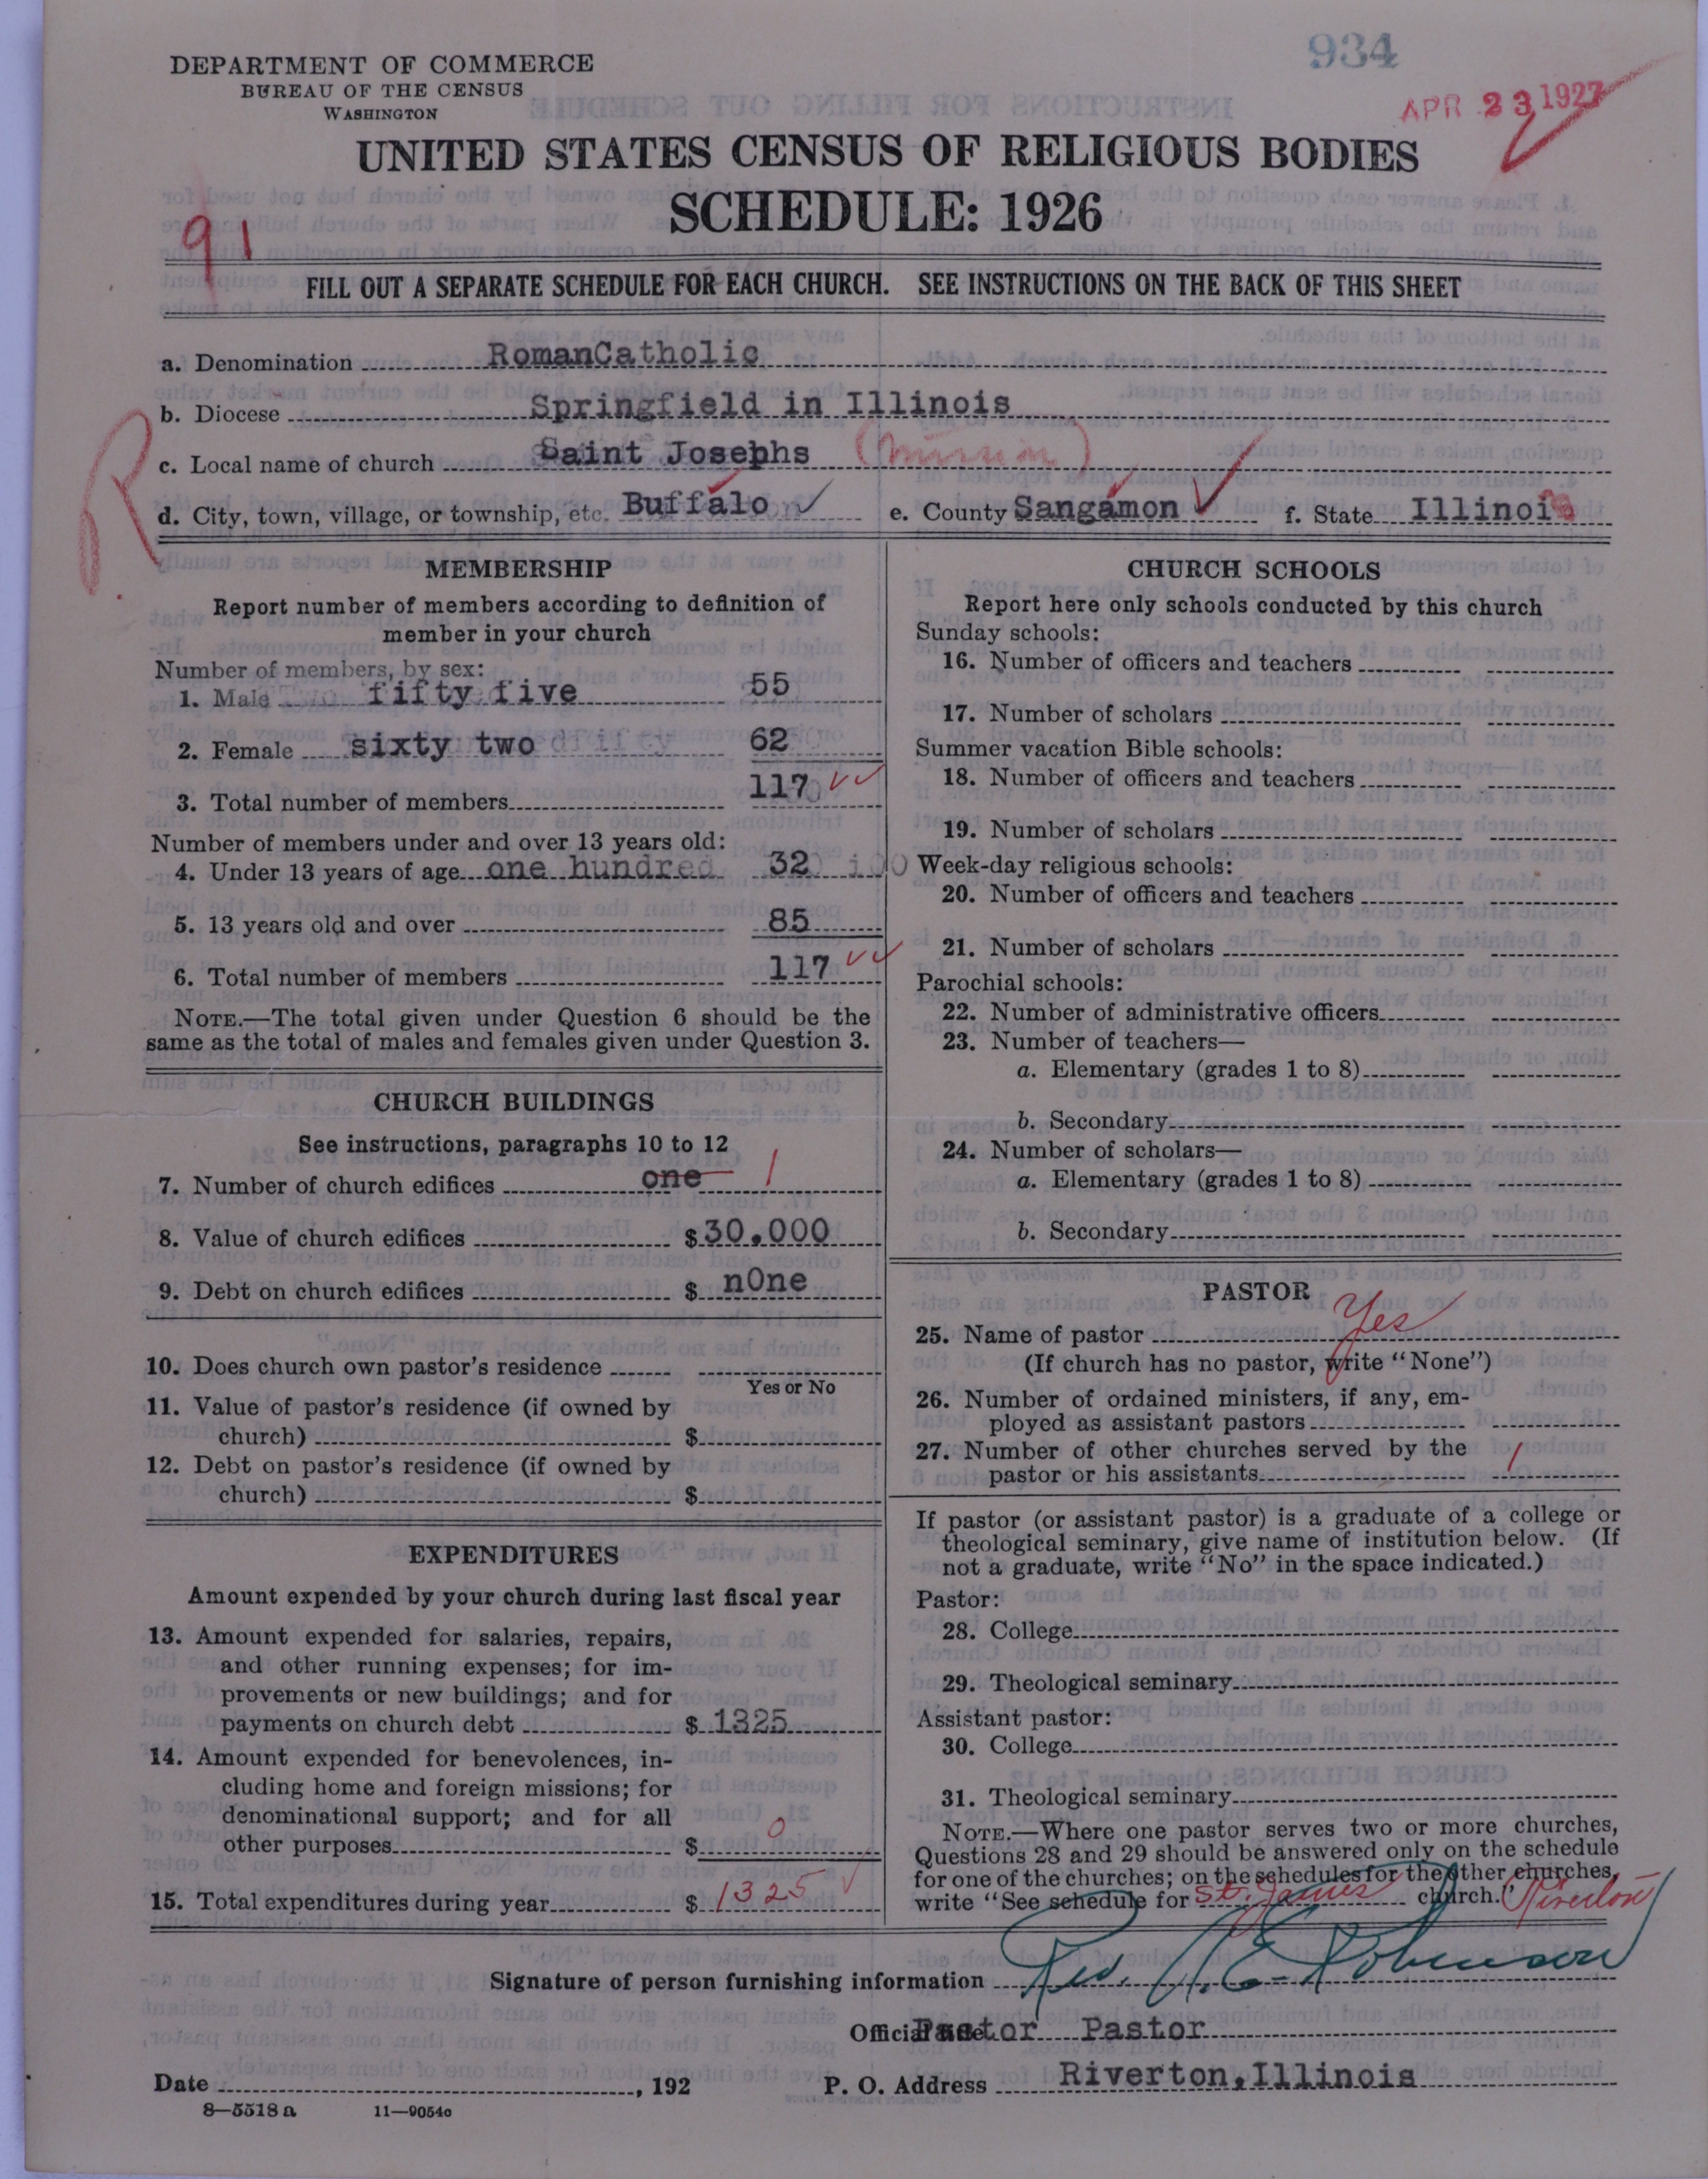 934
DEPARTMENT OF COMMERCE
BUREAU OF THE CENSUS
WASHINGTON
APR 23 1927
UNITED STATES CENSUS OF RELIGIOUS BODIES
SCHEDULE: 1926
91
FILL OUT A SEPARATE SCHEDULE FOR EACH CHURCH. SEE INSTRUCTIONS ON THE BACK OF THIS SHEET
a. Denomination RomanCatholic
b. Diocese Springfield in Illinois
R
c. Local name of church Saint Josephs (mission)
d. City, town, village, or township, etc. Buffalo e. County Sangamon f. State Illinois
MEMBERSHIP
Report number of members according to definition of
member in your church
Number of members, by sex:
1. Male fifty five 55
2. Female sixty two 62
3. Total number of members 117
Number of members under and over 13 years old:
4. Under 13 years of age one hundred 32 100
5. 13 years old and over 85
6. Total number of members 117
NOTE.—The total given under Question 6 should be the
same as the total of males and females given under Question 3.
CHURCH BUILDINGS
See instructions, paragraphs 10 to 12
7. Number of church edifices one 1
8. Value of church edifices $ 30.000
9. Debt on church edifices $ nOne
10. Does church own pastor's residence
Yes or No
11. Value of pastor's residence (if owned by
church) $
12. Debt on pastor's residence (if owned by
church) $
EXPENDITURES
Amount expended by your church during last fiscal year
13. Amount expended for salaries, repairs,
and other running expenses; for im-
provements or new buildings; and for
payments on church debt $ 1325
14. Amount expended for benevolences, in-
cluding home and foreign missions; for
denominational support; and for all
other purposes $ 0
15. Total expenditures during year $ 1325
CHURCH SCHOOLS
Report here only schools conducted by this church
Sunday schools:
16. Number of officers and teachers
17. Number of scholars
Summer vacation Bible schools:
18. Number of officers and teachers
19. Number of scholars
Week-day religious schools:
20. Number of officers and teachers
21. Number of scholars
Parochial schools:
22. Number of administrative officers
23. Number of teachers—
a. Elementary (grades 1 to 8)
b. Secondary
24. Number of scholars—
a. Elementary (grades 1 to 8)
b. Secondary
PASTOR
25. Name of pastor Yes
(If church has no pastor, write "None")
26. Number of ordained ministers, if any, em-
ployed as assistant pastors
27. Number of other churches served by the
pastor or his assistants 1
If pastor (or assistant pastor) is a graduate of a college or
theological seminary, give name of institution below. (If
not a graduate, write "No" in the space indicated.)
Pastor:
28. College
29. Theological seminary
Assistant pastor:
30. College
31. Theological seminary
NOTE.—Where one pastor serves two or more churches,
Questions 28 and 29 should be answered only on the schedule
for one of the churches; on the schedules for the other churches,
write "See schedule for St. James church." (Riverton)
Signature of person furnishing information Rev. Robinson
Official title Pastor Pastor
Date , 192 P. O. Address Riverton, Illinois
8—5518 a 11—9054c